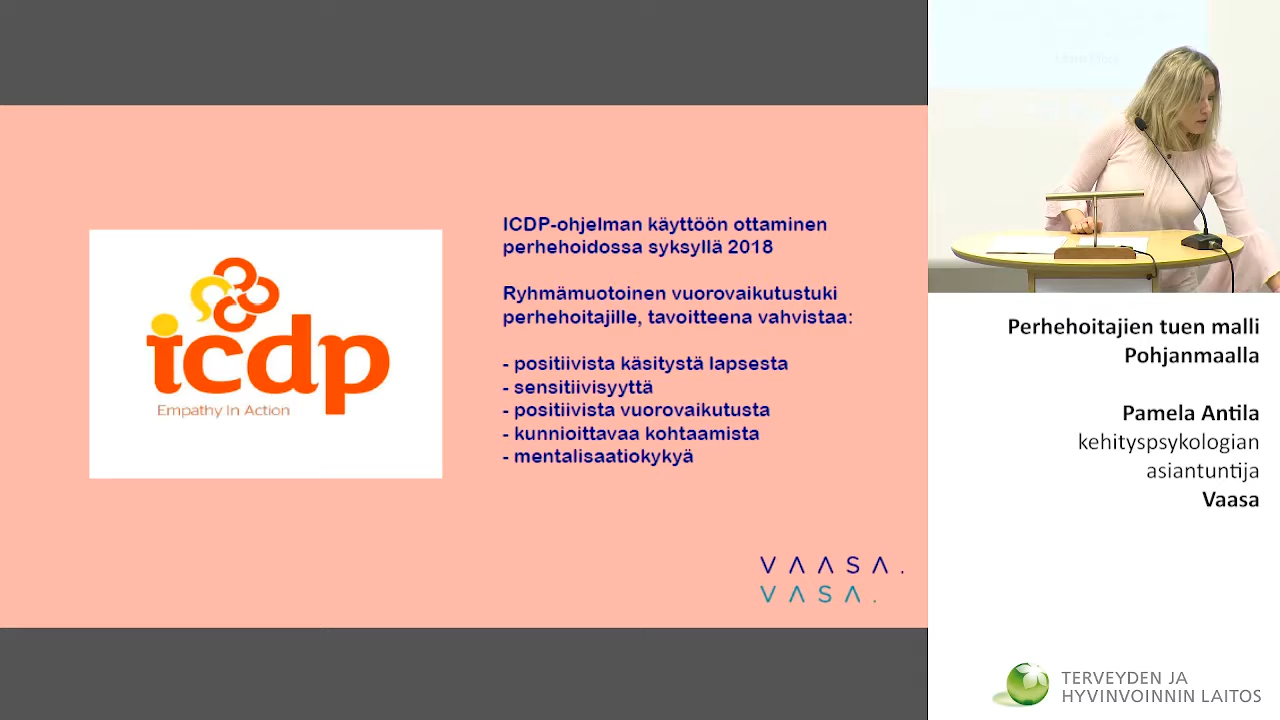 icdp
Empathy In Action
ICDP-ohjelman käyttöön ottaminen
perhehoidossa syksyllä 2018
Ryhmämuotoinen vuorovaikutustuki
perhehoitajille, tavoitteena vahvistaa:
- positiivista käsitystä lapsesta
- sensitiivisyyttä
- positiivista vuorovaikutusta
- kunnioittavaa kohtaamista
- mentalisaatiokykyä
VAASA.
VASA.
Perhehoitajien tuen malli
Pohjanmaalla
Pamela Antila
kehityspsykologian
asiantuntija
Vaasa
TERVEYDEN JA
HYVINVOINNIN LAITOS